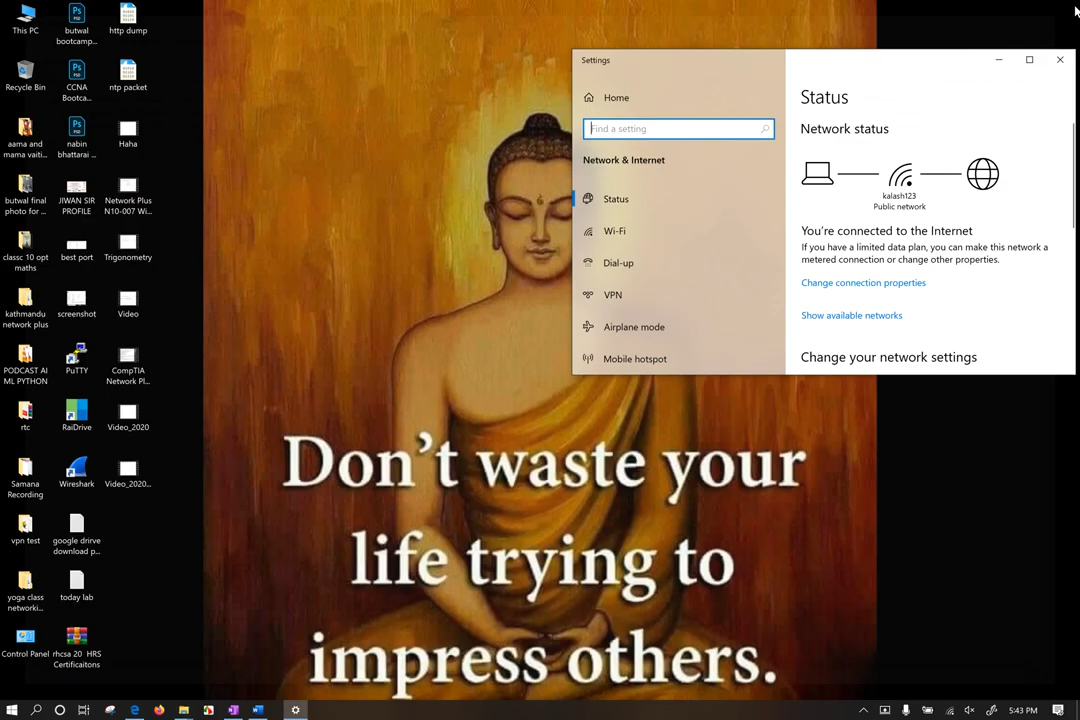 This PC
butwal
bootcamp...
http dump
Recycle Bin
CCNA
Bootca...
ntp packet
aama and
mama vaiti...
nabin
bhattarai ...
Haha
butwal final
photo for ...
JIWAN SIR
PROFILE
Network Plus
N10-007 Wi...
classc 10 opt
maths
best port
Trigonometry
kathmandu
network plus
screenshot
Video
PODCAST AI
ML PYTHON
PuTTY
CompTIA
Network Pl...
rtc
RaiDrive
Video_2020
Samana
Recording
Wireshark
Video_2020...
vpn test
google drirve
download p...
yoga class
networki...
today lab
Control Panel
rhcsa 20 HRS
Certificaitons
Settings
Home
Find a setting
Network & Internet
Status
Wi-Fi
Dial-up
VPN
Airplane mode
Mobile hotspot
Status
Network status
kalash123
Public network
You're connected to the Internet
If you have a limited data plan, you can make this network a
metered connection or change other properties.
Change connection properties
Show available networks
Change your network settings
Don't waste your
life trying to
impress others.
5:43 PM